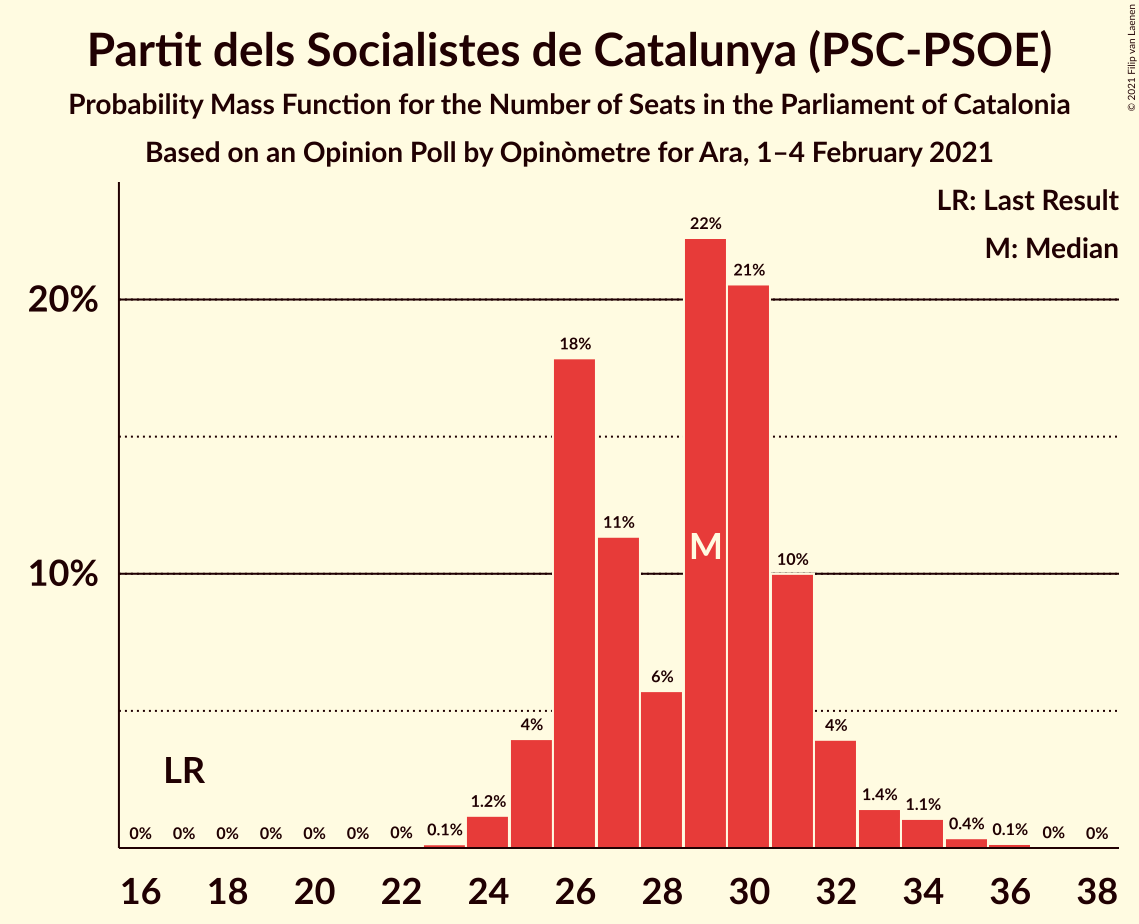 Partit dels Socialistes de Catalunya (PSC-PSOE)
Probability Mass Function for the Number of Seats in the Parliament of Catalonia
Based on an Opinion Poll by Opinòmetre for Ara, 1–4 February 2021
© 2021 Filip van Laenen
LR: Last Result
M: Median
20%
10%
0% 0% 0% 0% 0% 0% 0% 0.1% 1.2% 4% 18% 11% 6% 22% 21% 10% 4% 1.4% 1.1% 0.4% 0.1% 0% 0%
LR
M
16 18 20 22 24 26 28 30 32 34 36 38